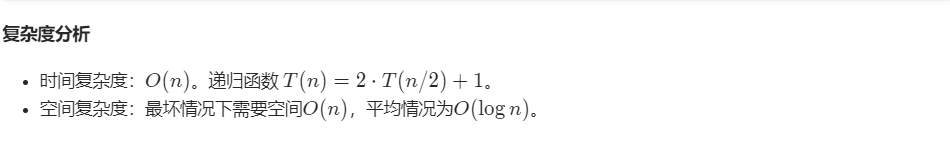 复杂度分析
• 时间复杂度：O(n)。递归函数 T(n) = 2 · T(n/2) + 1。
• 空间复杂度：最坏情况下需要空间O(n)，平均情况为O(log n)。